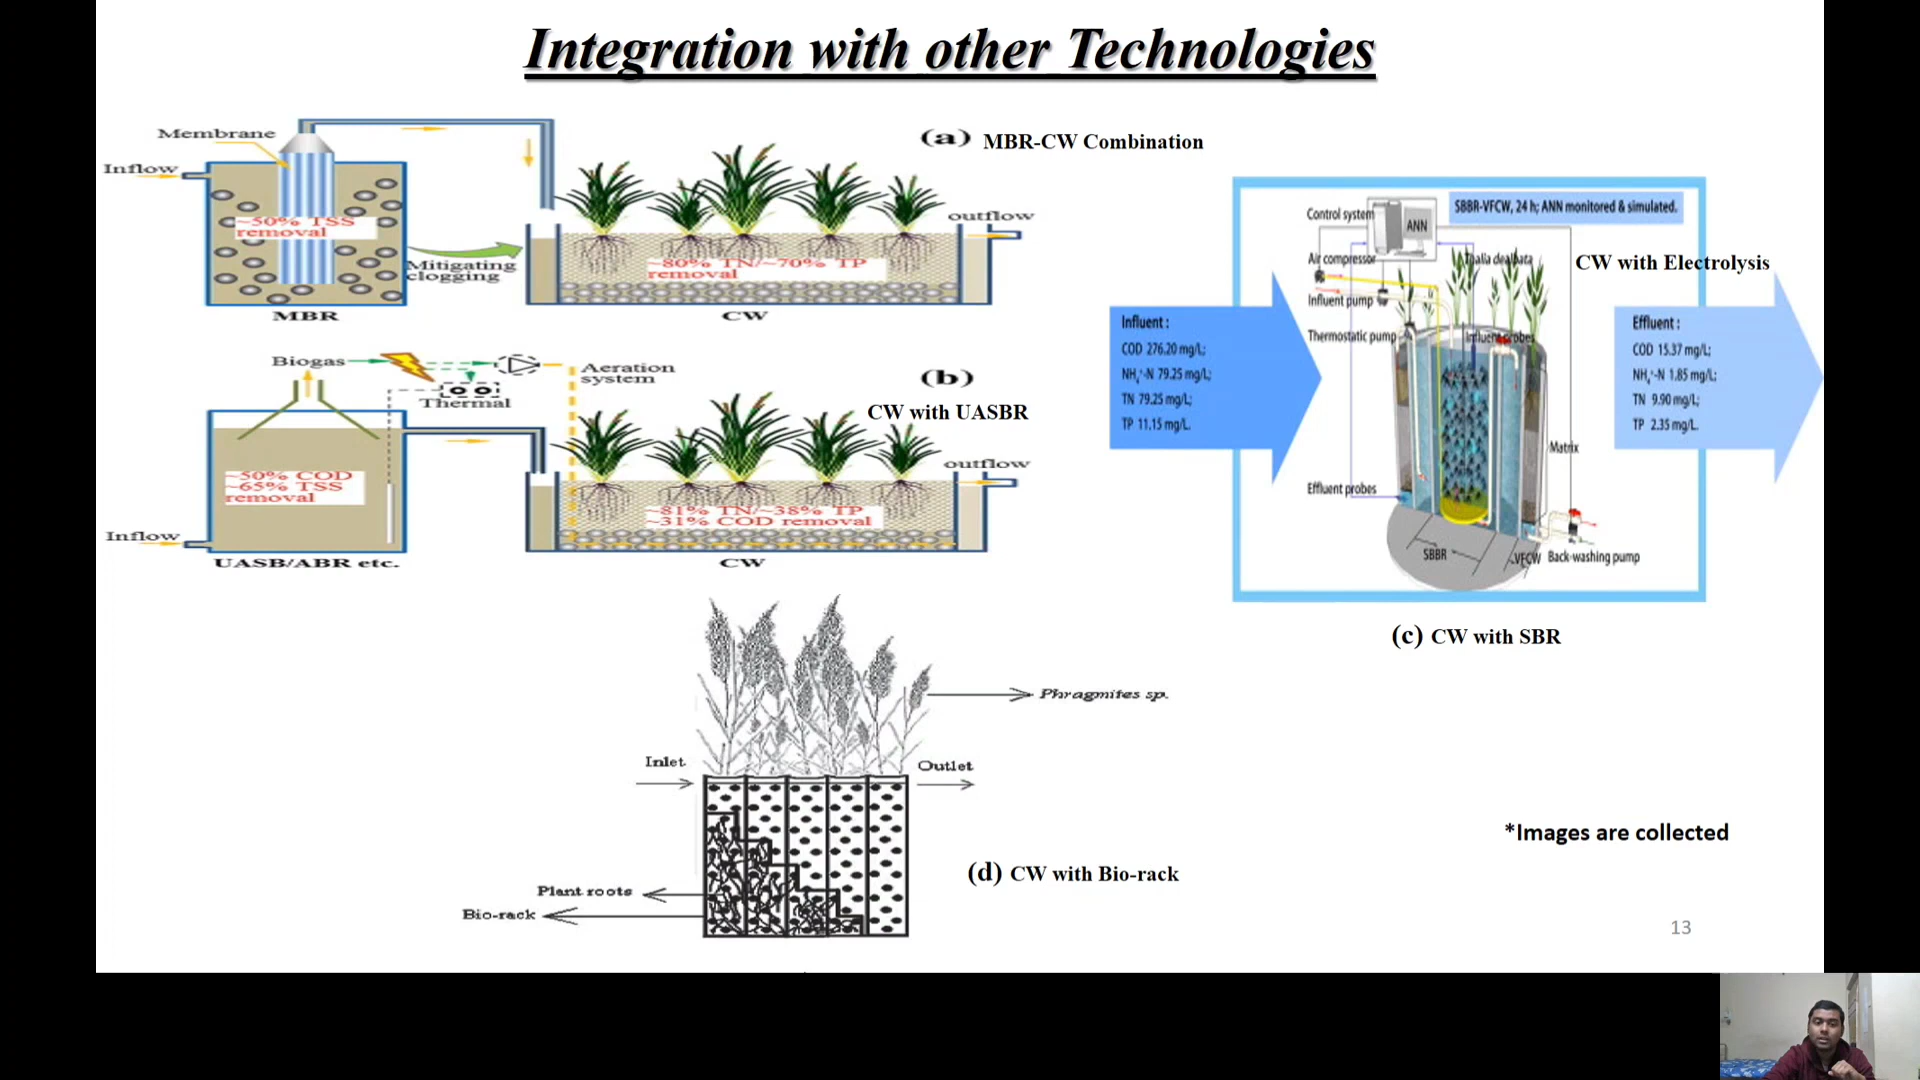 Integration with other Technologies
Membrane
Inflow
~50% TSS
removal
MBR
Mitigating
clogging
(a) MBR-CW Combination
outflow
~80% TN/~70% TP
removal
CW
Biogas
Thermal
Aeration
system
(b)
CW with UASBR
~50% COD
~65% TSS
removal
Inflow
UASB/ABR etc.
outflow
~81% TN/~38% TP
~31% COD removal
CW
SBBR-VFCW, 24 h; ANN monitored & simulated.
Control system
ANN
Air compressor
Thalia dealbata
CW with Electrolysis
Influent pump
Thermostatic pump
Influent probes
Influent :
COD 276.20 mg/L;
NH₄⁺-N 79.25 mg/L;
TN 79.25 mg/L;
TP 11.15 mg/L.
Effluent :
COD 15.37 mg/L;
NH₄⁺-N 1.85 mg/L;
TN 9.90 mg/L;
TP 2.35 mg/L.
Matrix
Effluent probes
SBBR
VFCW
Back-washing pump
(c) CW with SBR
Phragmites sp.
Inlet
Outlet
Plant roots
Bio-rack
(d) CW with Bio-rack
*Images are collected
13